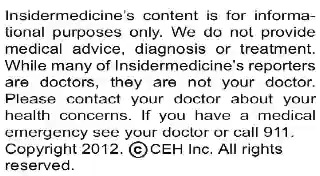 Insidermedicine's content is for informa-
tional purposes only. We do not provide
medical advice, diagnosis or treatment.
While many of Insidermedicine's reporters
are doctors, they are not your doctor.
Please contact your doctor about your
health concerns. If you have a medical
emergency see your doctor or call 911.
Copyright 2012. ©CEH Inc. All rights
reserved.